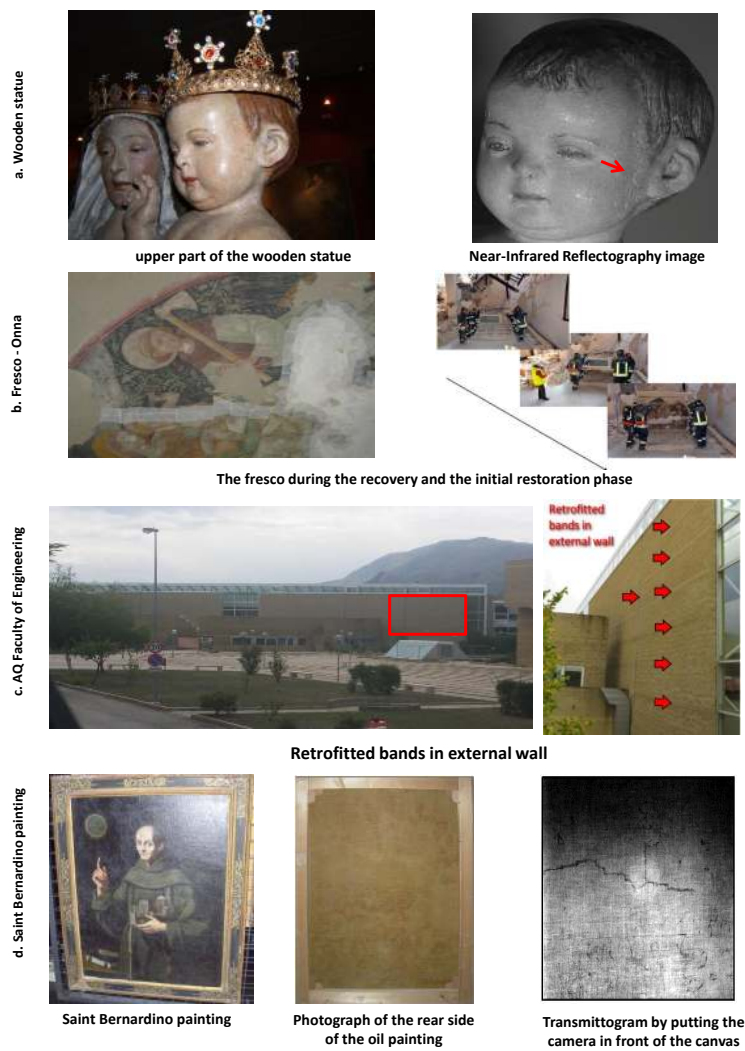 a. Wooden statue
upper part of the wooden statue
Near-Infrared Reflectography image
b. Fresco - Onna
The fresco during the recovery and the initial restoration phase
c. AQ Faculty of Engineering
Retrofitted
bands in
external wall
Retrofitted bands in external wall
d. Saint Bernardino painting
Saint Bernardino painting
Photograph of the rear side
of the oil painting
Transmittogram by putting the
camera in front of the canvas